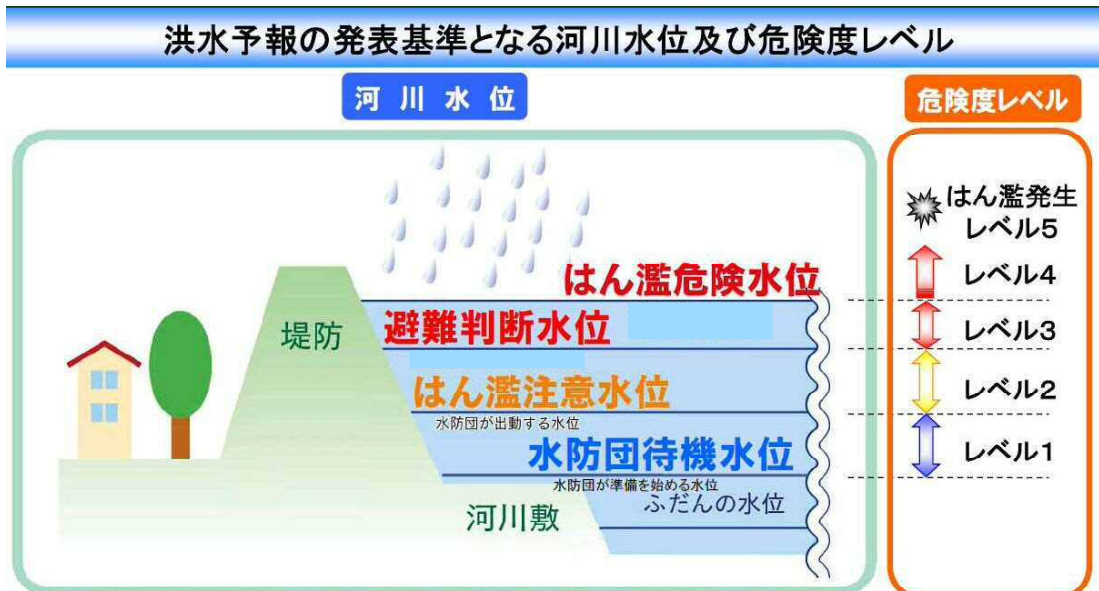 洪水予報の発表基準となる河川水位及び危険度レベル
河川水位
危険度レベル
はん濫発生
レベル5
はん濫危険水位
レベル4
堤防
避難判断水位
レベル3
はん濫注意水位
水防団が出動する水位
レベル2
水防団待機水位
水防団が準備を始める水位
レベル1
ふだんの水位
河川敷